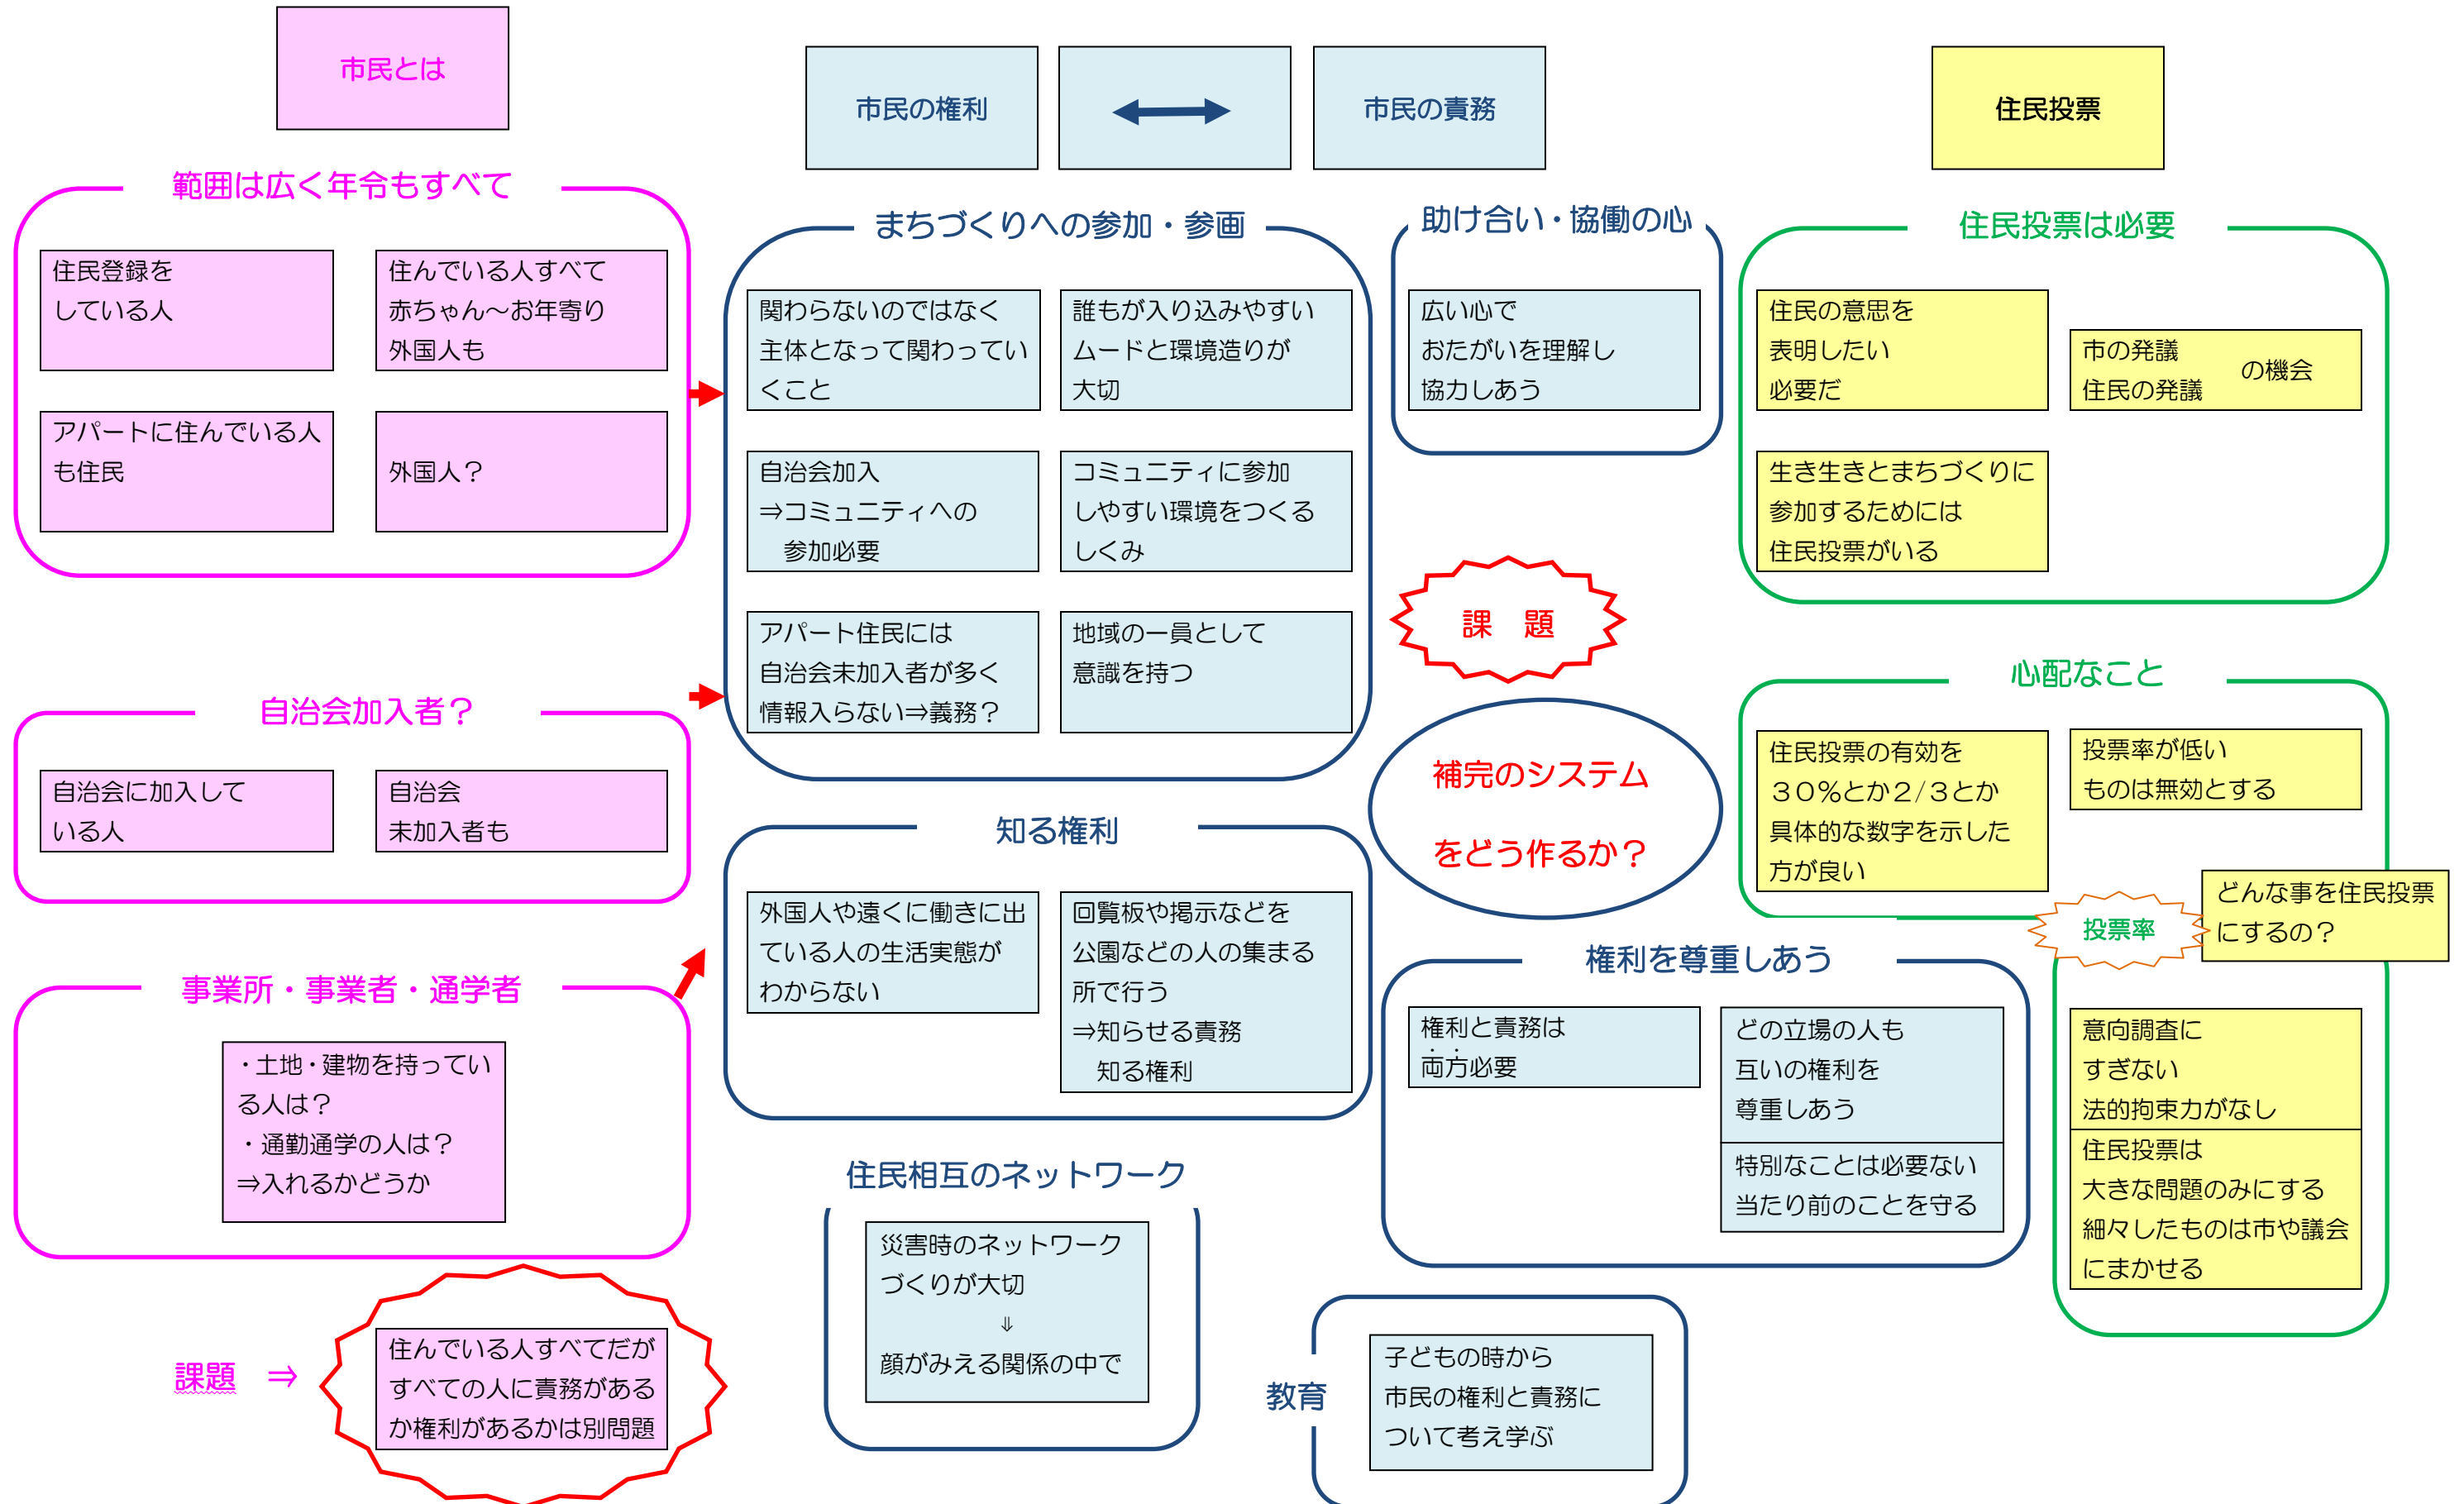 市民とは
範囲は広く年令もすべて
住民登録を
している人
住んでいる人すべて
赤ちゃん～お年寄り
外国人も
アパートに住んでいる人
も住民
外国人？
自治会加入者？
自治会に加入して
いる人
自治会
未加入者も
事業所・事業者・通学者
・土地・建物を持ってい
る人は？
・通勤通学の人は？
⇒入れるかどうか
課題 ⇒
住んでいる人すべてだが
すべての人に責務がある
か権利があるかは別問題
市民の権利
市民の責務
まちづくりへの参加・参画
関わらないのではなく
主体となって関わってい
くこと
誰もが入り込みやすい
ムードと環境造りが
大切
自治会加入
⇒コミュニティへの
参加必要
コミュニティに参加
しやすい環境をつくる
しくみ
アパート住民には
自治会未加入者が多く
情報入らない⇒義務？
地域の一員として
意識を持つ
知る権利
外国人や遠くに働きに出
ている人の生活実態が
わからない
回覧板や掲示などを
公園などの人の集まる
所で行う
⇒知らせる責務
知る権利
住民相互のネットワーク
災害時のネットワーク
づくりが大切
⇓
顔がみえる関係の中で
助け合い・協働の心
広い心で
おたがいを理解し
協力しあう
課　題
補完のシステム
をどう作るか？
権利を尊重しあう
権利と責務は
両方必要
どの立場の人も
互いの権利を
尊重しあう
特別なことは必要ない
当たり前のことを守る
教育
子どもの時から
市民の権利と責務に
ついて考え学ぶ
住民投票
住民投票は必要
住民の意思を
表明したい
必要だ
市の発議
住民の発議
の機会
生き生きとまちづくりに
参加するためには
住民投票がいる
心配なこと
住民投票の有効を
３０％とか２/３とか
具体的な数字を示した
方が良い
投票率が低い
ものは無効とする
投票率
どんな事を住民投票
にするの？
意向調査に
すぎない
法的拘束力がなし
住民投票は
大きな問題のみにする
細々したものは市や議会
にまかせる